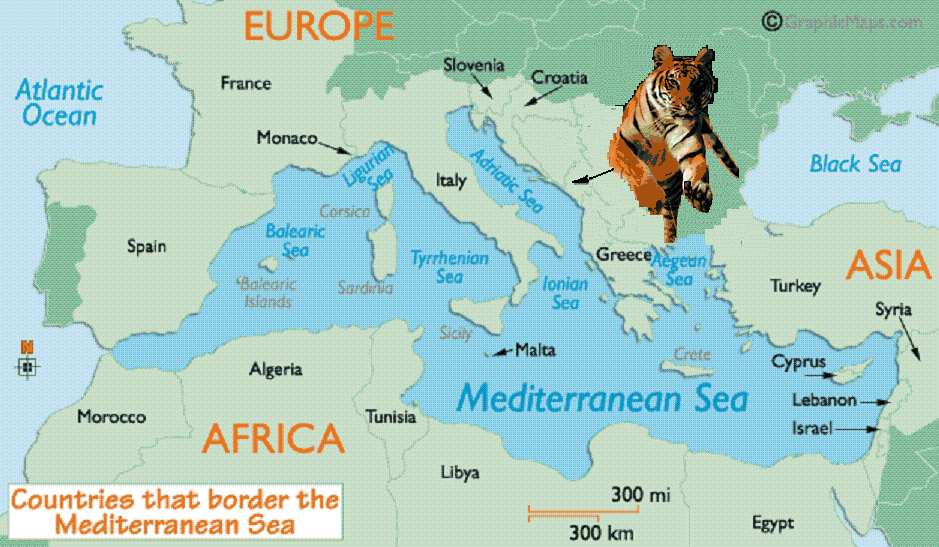 EUROPE
© GraphicMaps.com
Slovenia
Croatia
France
Atlantic
Ocean
Monaco
Black Sea
Ligurian
Sea
Adriatic
Sea
Italy
Corsica
Spain
Balearic
Sea
Tyrrhenian
Sea
Ionian
Sea
Greece
Aegean
Sea
ASIA
Turkey
Balearic
Islands
Sardinia
Syria
Sicily
Malta
Crete
Cyprus
N
Algeria
Mediterranean Sea
Lebanon
Morocco
Tunisia
Israel
AFRICA
Libya
300 mi
300 km
Egypt
Countries that border the
Mediterranean Sea